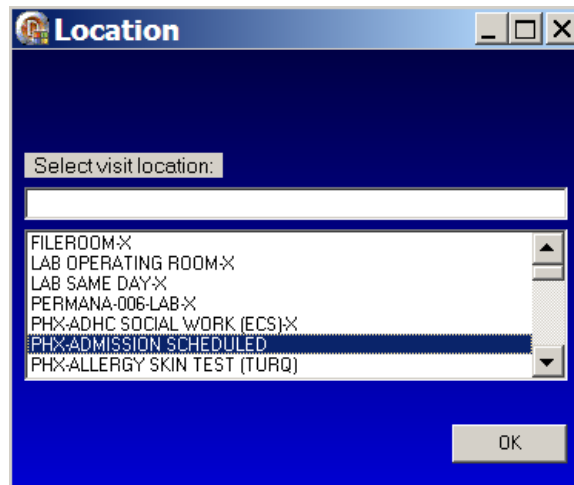 Location
Select visit location:
FILEROOM-X
LAB OPERATING ROOM-X
LAB SAME DAY-X
PERMANA-006-LAB-X
PHX-ADHC SOCIAL WORK (ECS)-X
PHX-ADMISSION SCHEDULED
PHX-ALLERGY SKIN TEST (TURQ)
OK